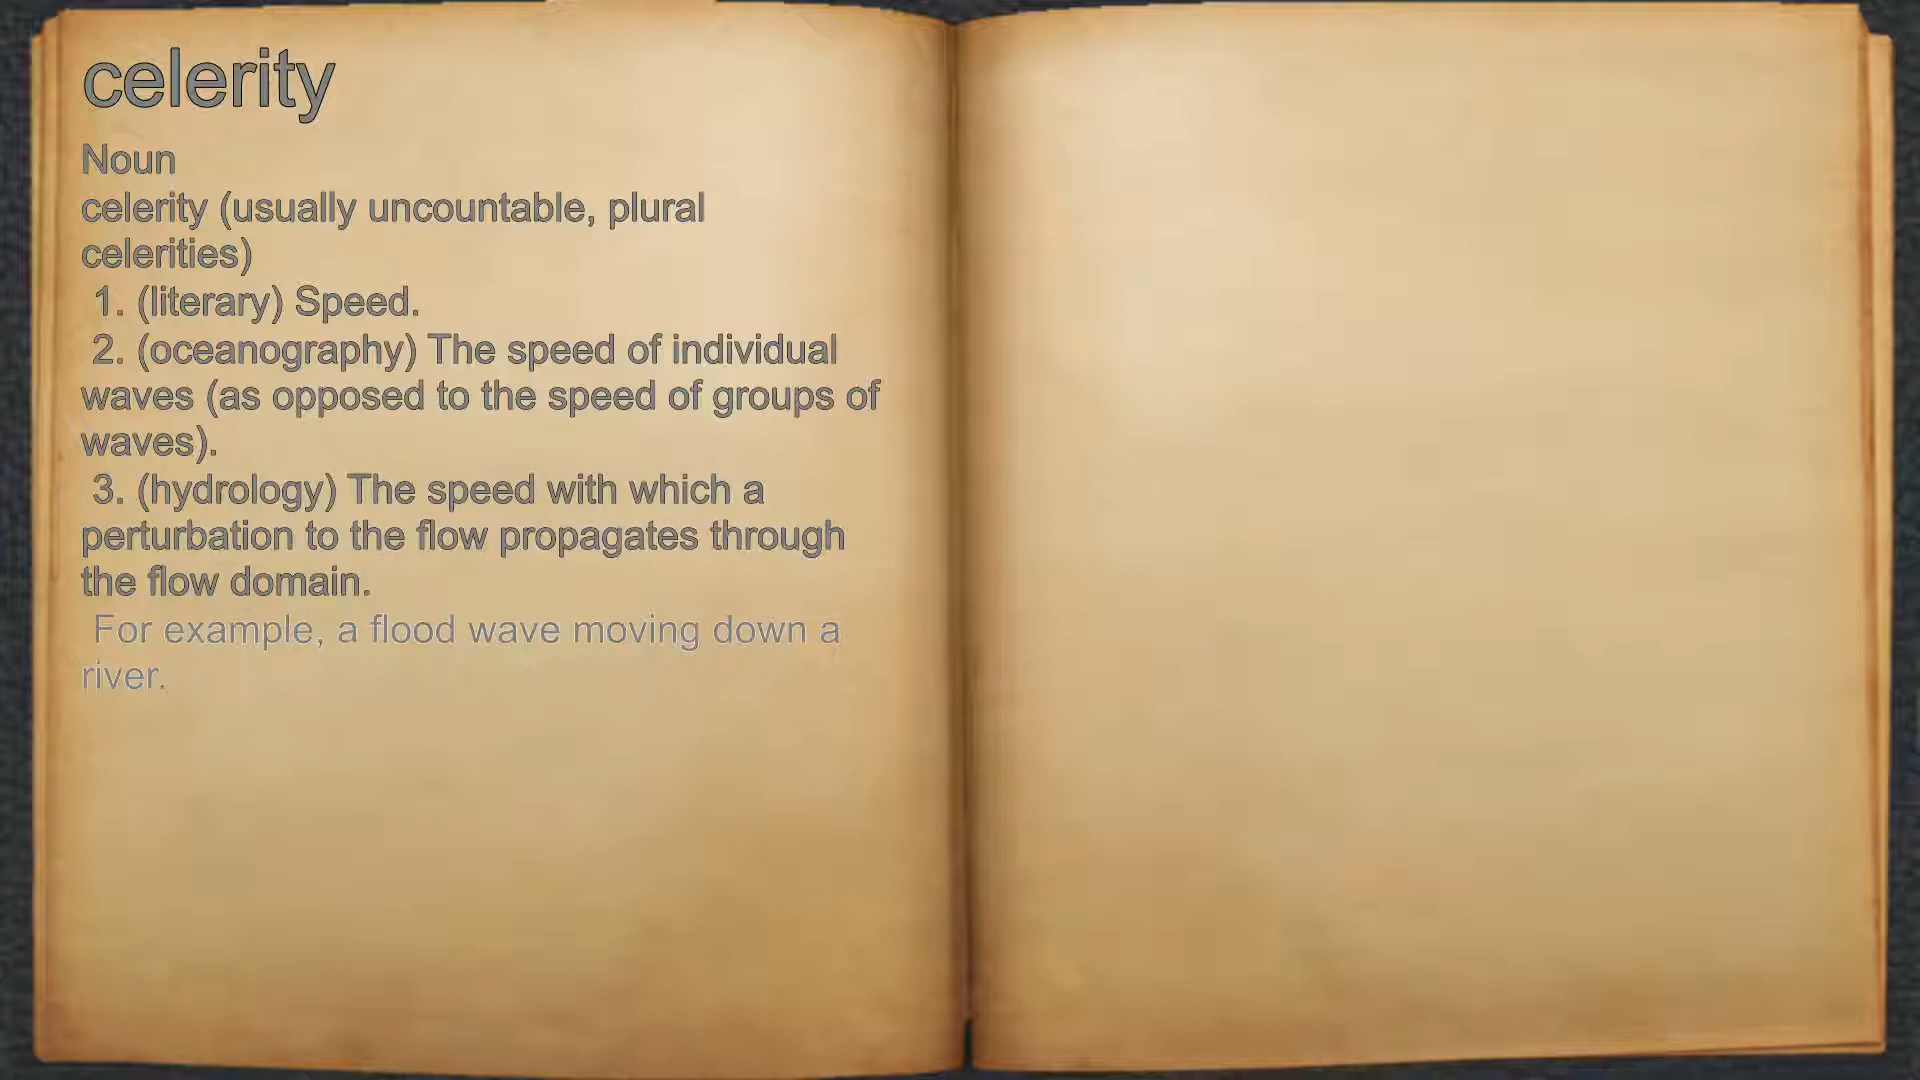 celerity
Noun
celerity (usually uncountable, plural
celerities)
1. (literary) Speed.
2. (oceanography) The speed of individual
waves (as opposed to the speed of groups of
waves).
3. (hydrology) The speed with which a
perturbation to the flow propagates through
the flow domain.
For example, a flood wave moving down a
river.